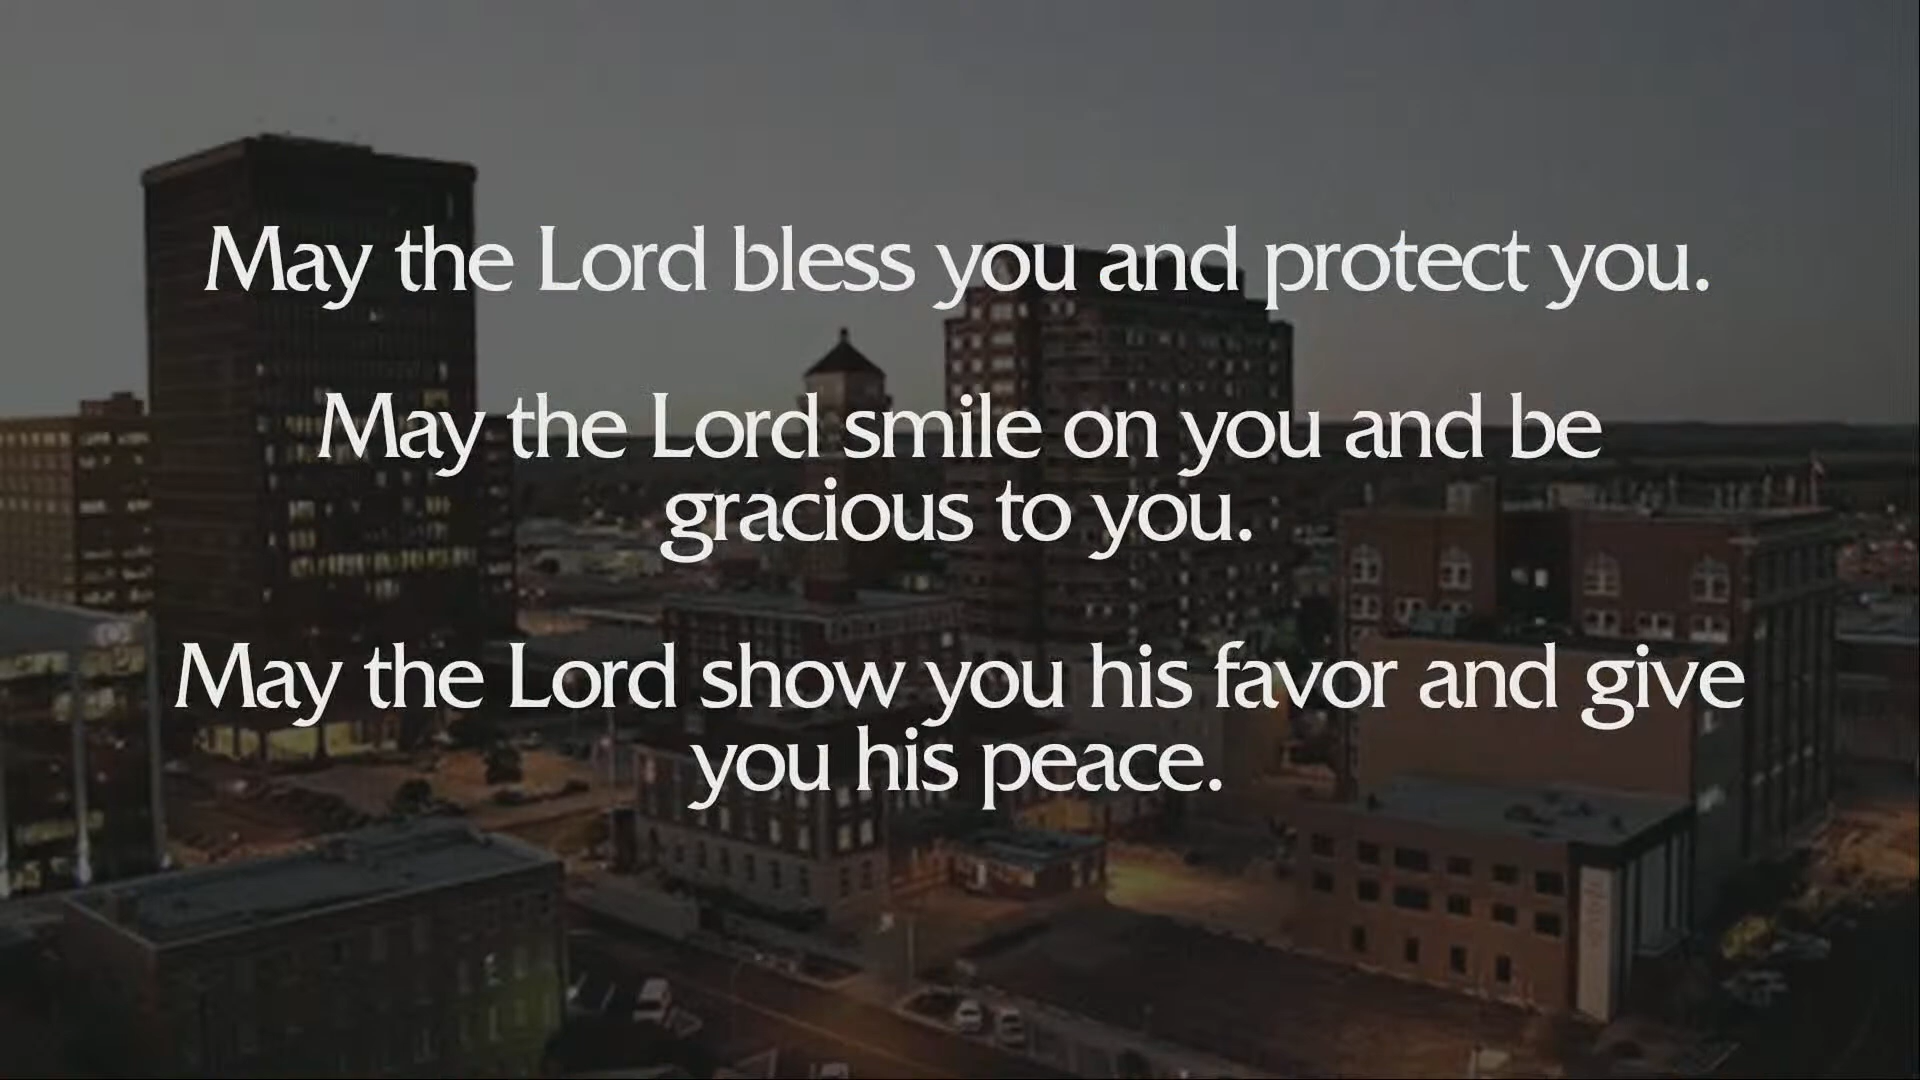 May the Lord bless you and protect you.
May the Lord smile on you and be
gracious to you.
May the Lord show you his favor and give
you his peace.